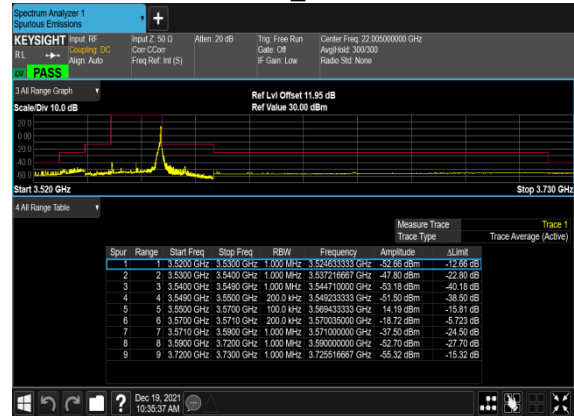 Spectrum Analyzer 1
Spurious Emissions
KEYSIGHT Input: RF Input Z: 50 Ω Atten: 20 dB Trig: Free Run Center Freq: 22.005000000 GHz
RL Coupling: DC Corr CCorr Gate: Off Avg|Hold: 300/300
Align: Auto Freq Ref: Int (S) IF Gain: Low Radio Std: None
PASS
3 All Range Graph
Ref Lvl Offset 11.95 dB
Scale/Div 10.0 dB Ref Value 30.00 dBm
20.0
0.00
-20.0
-40.0
-60.0
Start 3.520 GHz Stop 3.730 GHz
4 All Range Table
Measure Trace Trace 1
Trace Type Trace Average (Active)
Spur Range Start Freq Stop Freq RBW Frequency Amplitude ΔLimit
1 1 3.5200 GHz 3.5300 GHz 1.000 MHz 3.524633333 GHz -52.66 dBm -12.66 dB
2 2 3.5300 GHz 3.5400 GHz 1.000 MHz 3.537216667 GHz -47.80 dBm -22.80 dB
3 3 3.5400 GHz 3.5490 GHz 1.000 MHz 3.544710000 GHz -53.18 dBm -40.18 dB
4 4 3.5490 GHz 3.5500 GHz 200.0 kHz 3.549233333 GHz -51.50 dBm -38.50 dB
5 5 3.5500 GHz 3.5700 GHz 100.0 kHz 3.569433333 GHz 14.19 dBm -15.81 dB
6 6 3.5700 GHz 3.5710 GHz 200.0 kHz 3.570035000 GHz -18.72 dBm -5.723 dB
7 7 3.5710 GHz 3.5900 GHz 1.000 MHz 3.571000000 GHz -37.50 dBm -24.50 dB
8 8 3.5900 GHz 3.7200 GHz 1.000 MHz 3.590000000 GHz -52.70 dBm -27.70 dB
9 9 3.7200 GHz 3.7300 GHz 1.000 MHz 3.725516667 GHz -55.32 dBm -15.32 dB
Dec 19, 2021
10:35:37 AM